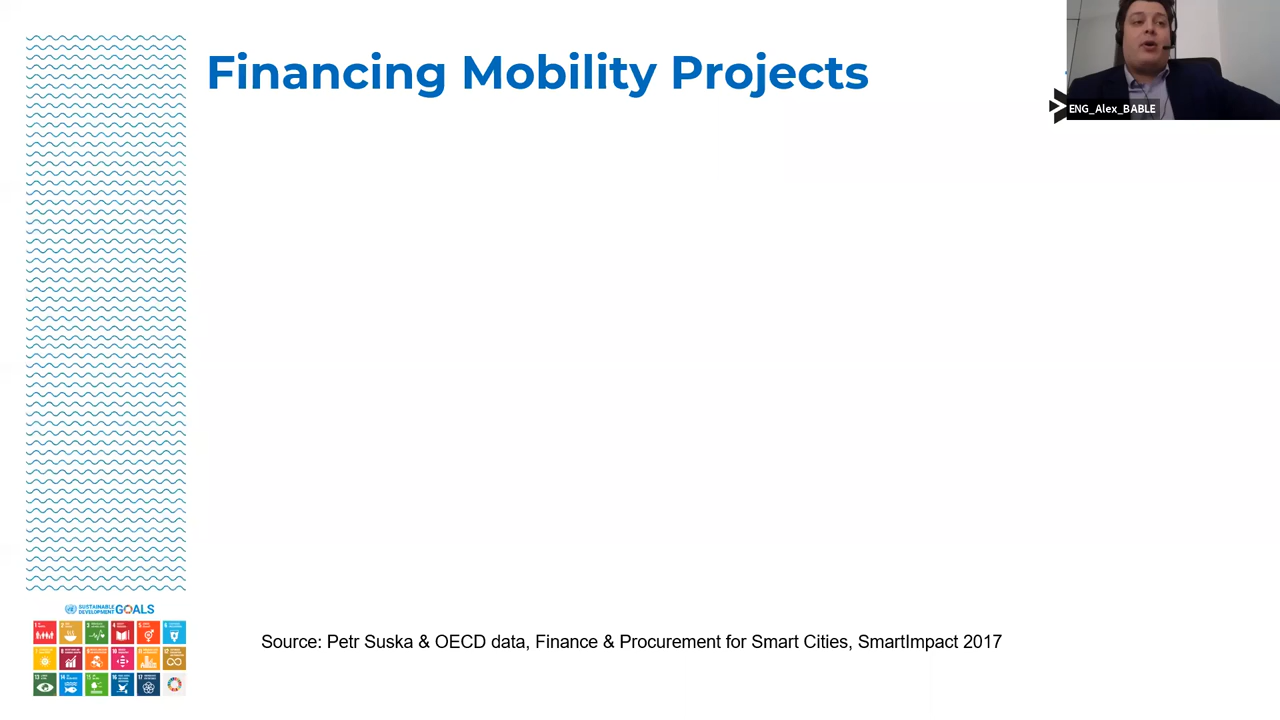 Financing Mobility Projects
ENG_Alex_BABLE
SUSTAINABLE
DEVELOPMENT GOALS
Source: Petr Suska & OECD data, Finance & Procurement for Smart Cities, SmartImpact 2017